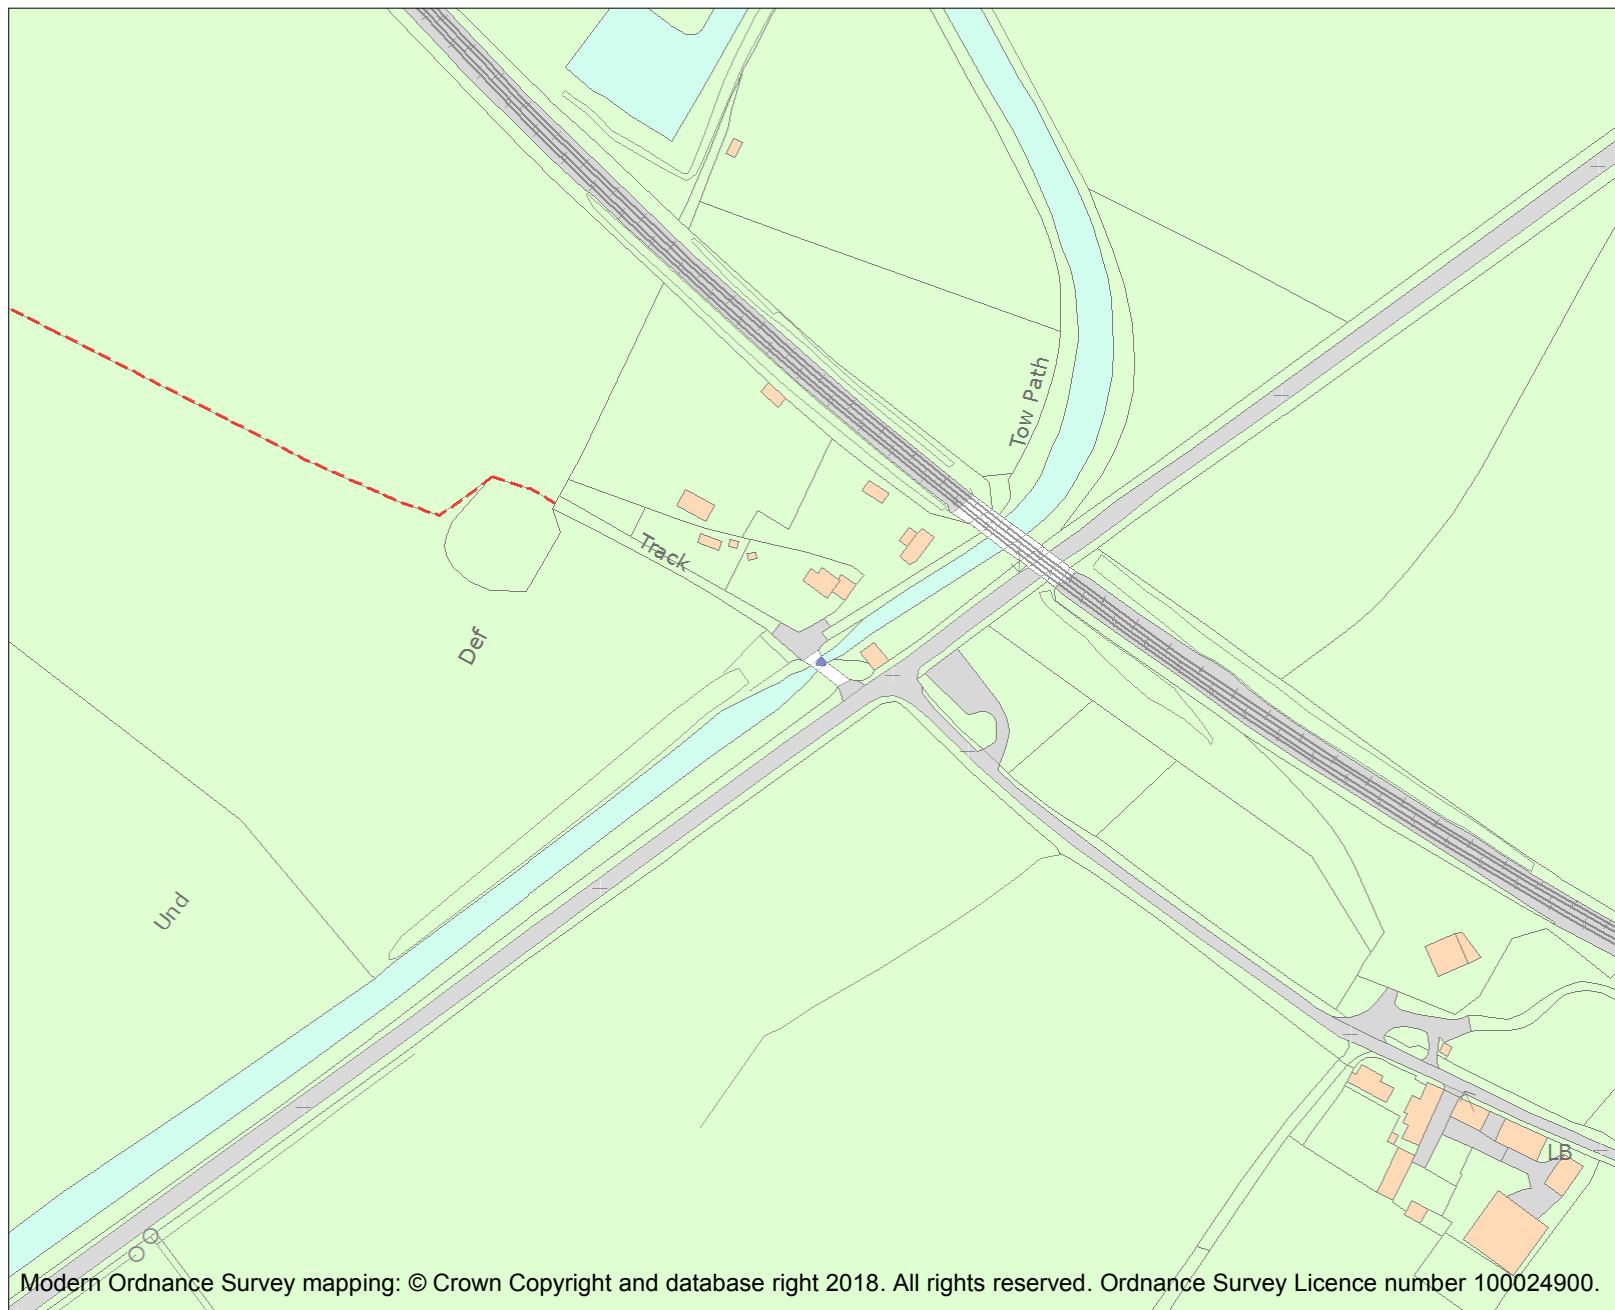 Tow Path
Track
Def
Und
LB
Modern Ordnance Survey mapping: © Crown Copyright and database right 2018. All rights reserved. Ordnance Survey Licence number 100024900.